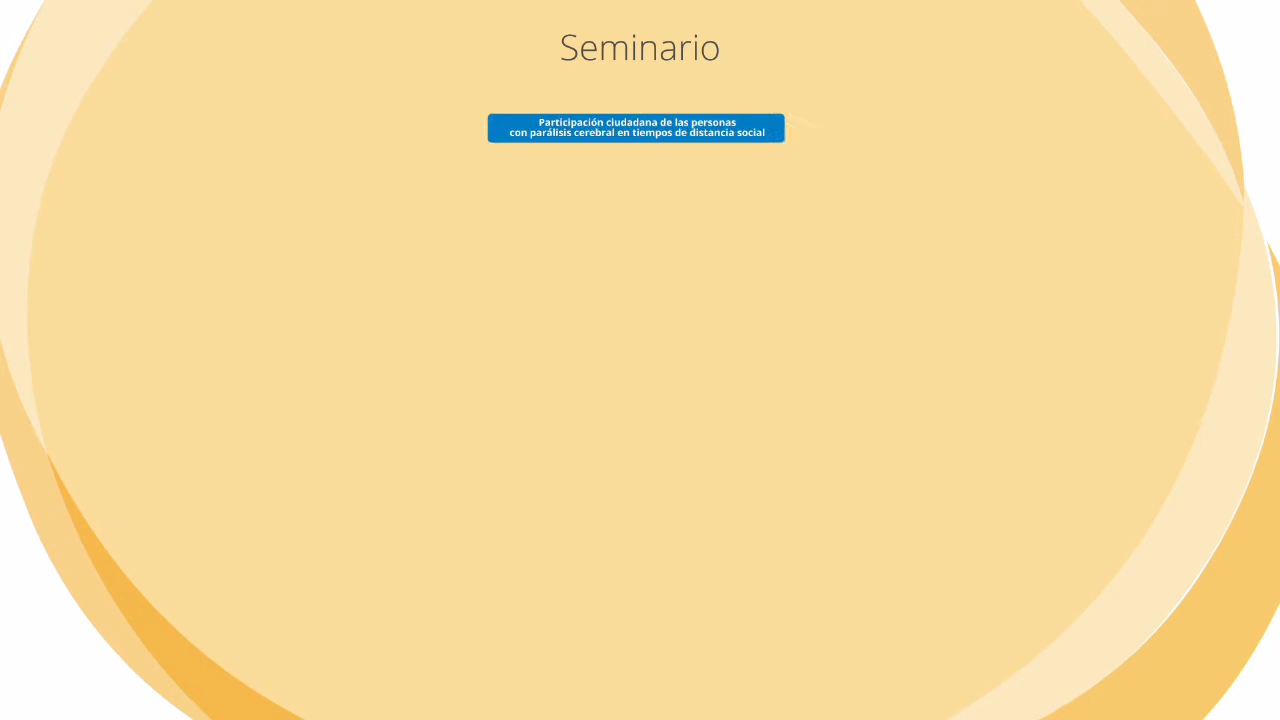 Seminario
Participación ciudadana de las personas
con parálisis cerebral en tiempos de distancia social